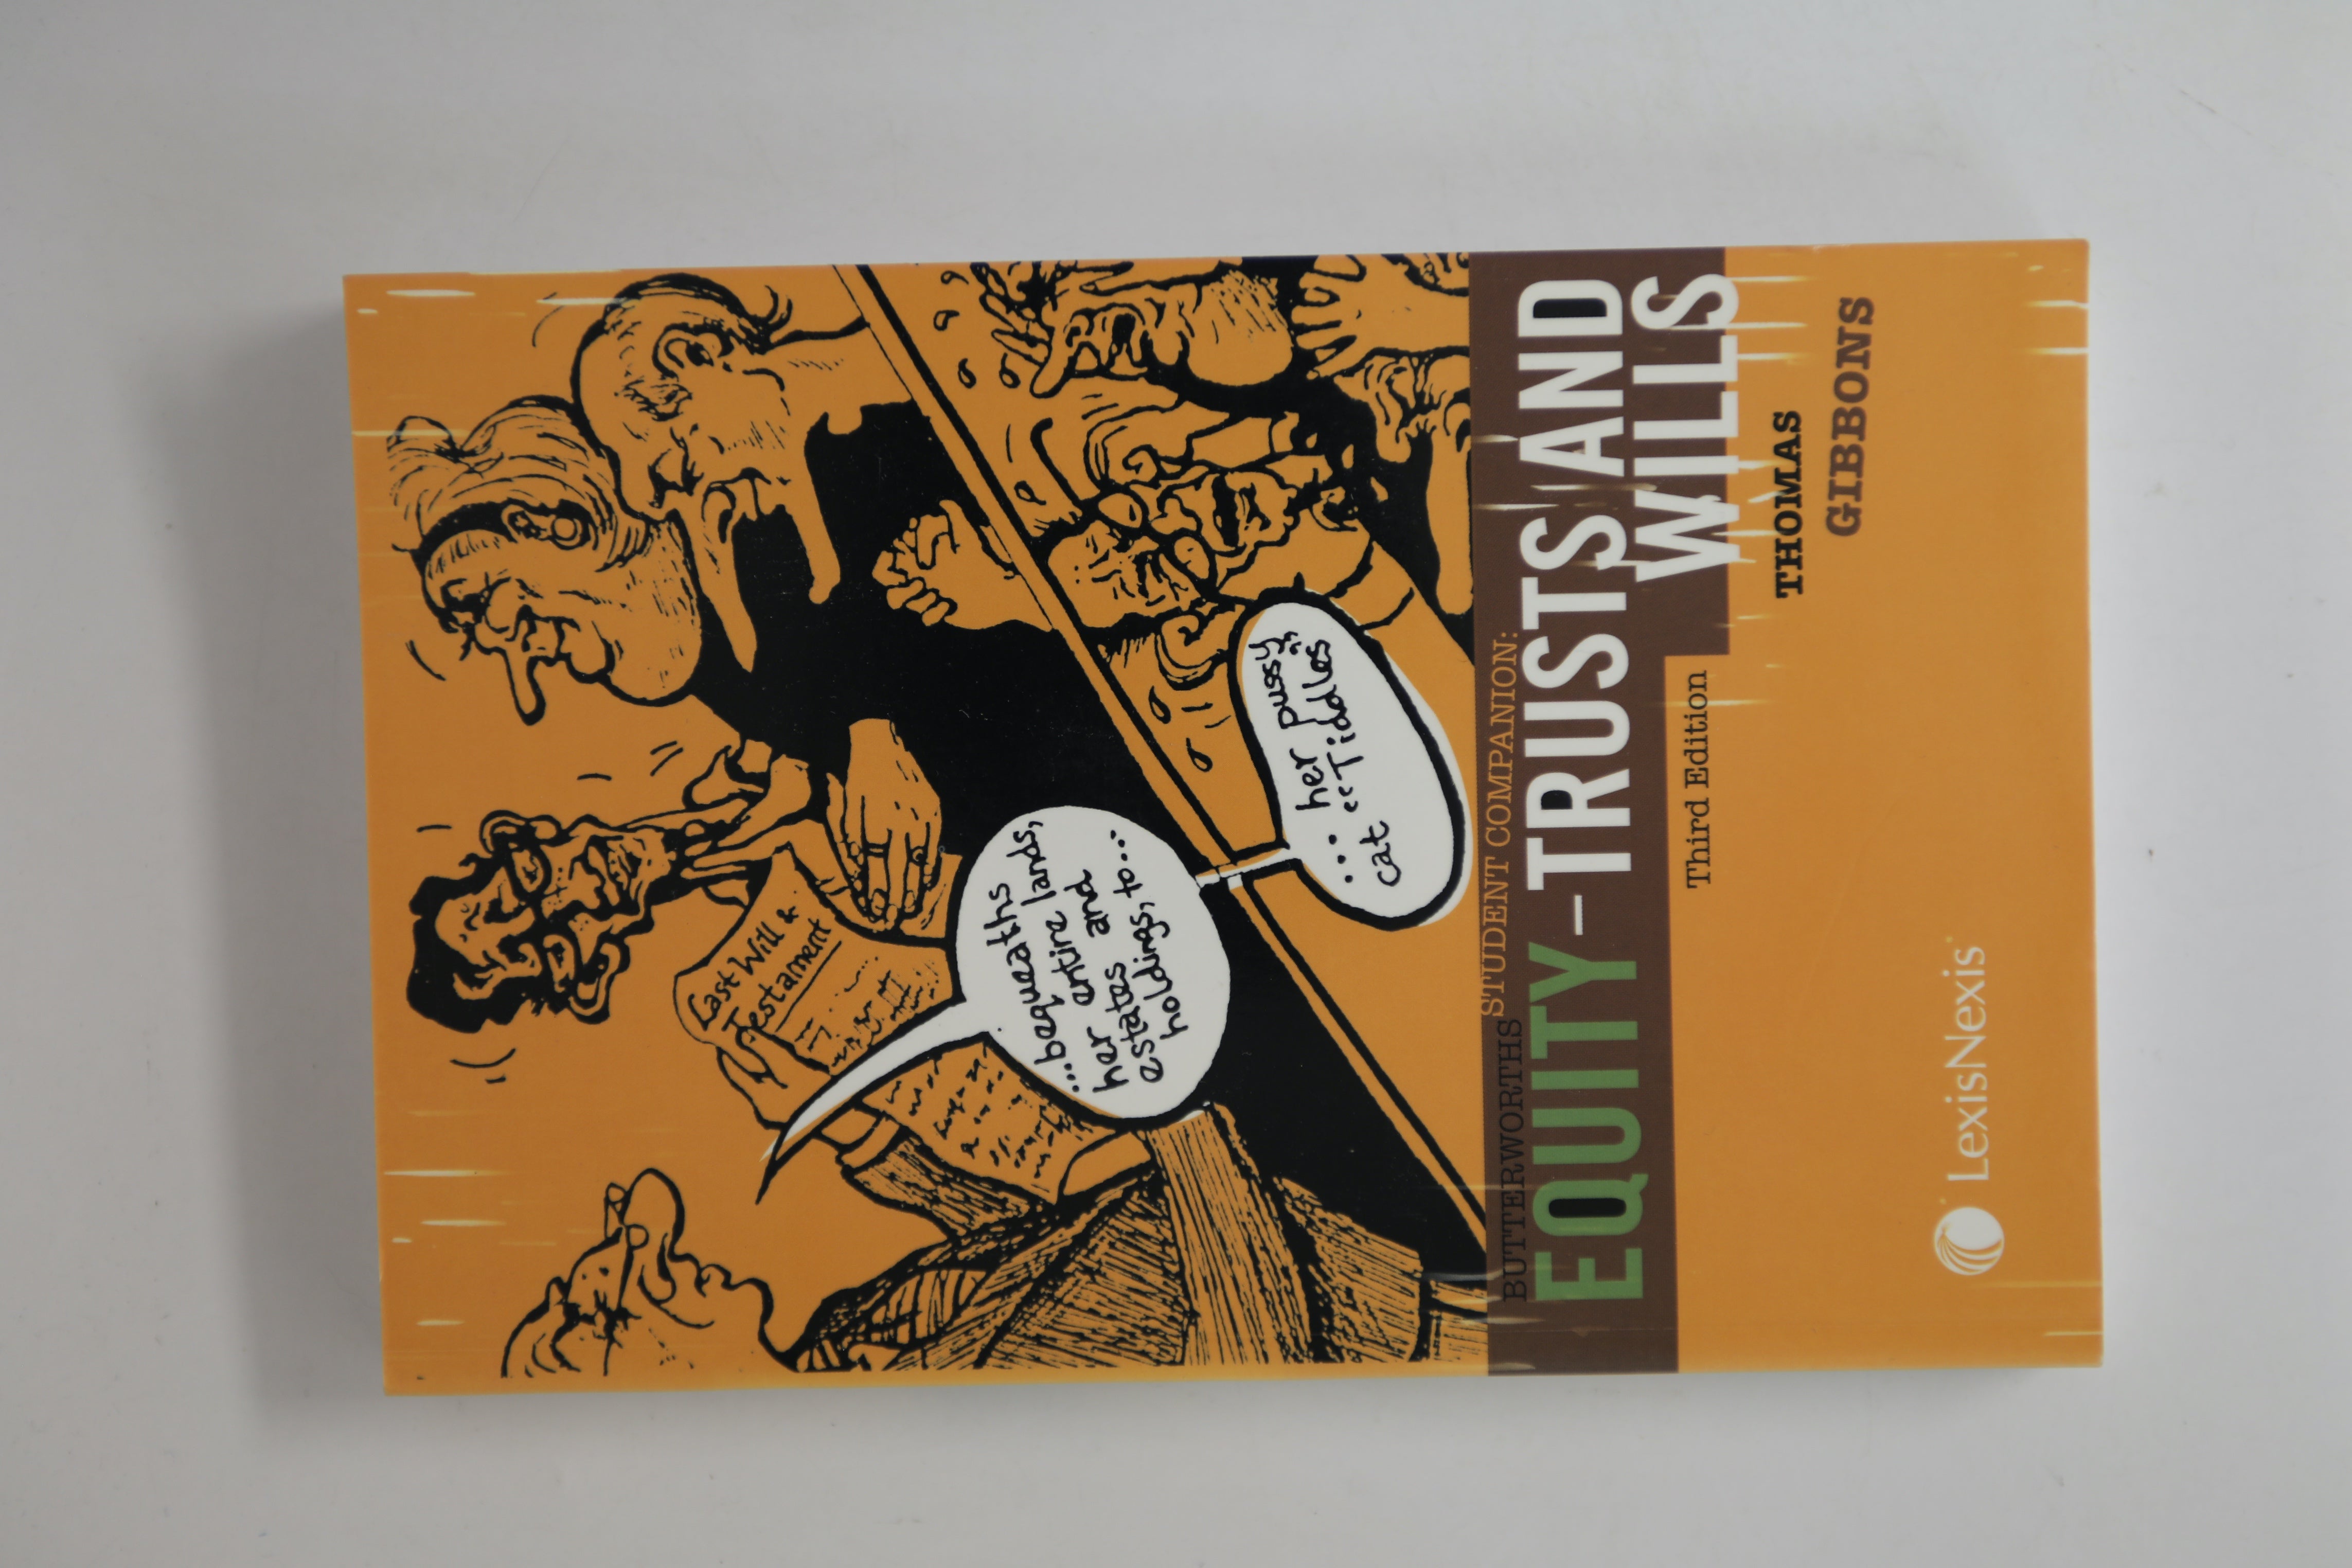 Last Will &
Testament
...bequeaths
her entire lands,
estates and
holdings, to...
... her pussy
cat "Tiddles"
BUTTERWORTHS STUDENT COMPANION:
EQUITY – TRUSTS AND
WILLS
Third Edition
THOMAS
GIBBONS
LexisNexis®